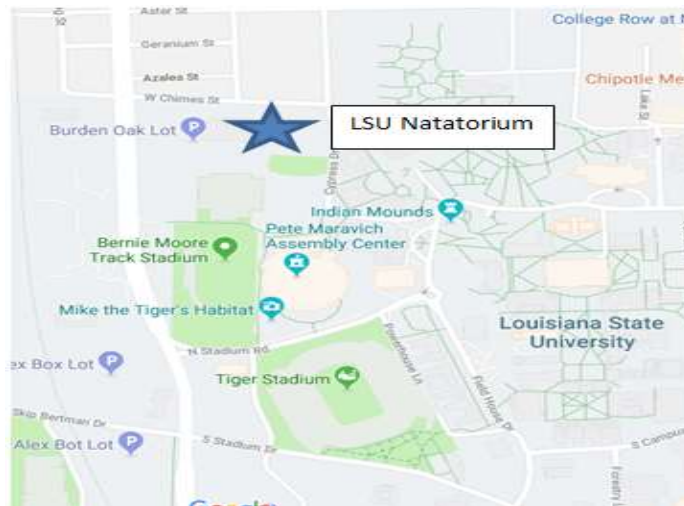 Aster St
College Row at N
Geranium St
Azalea St
Chipotle Me
W Chimes St
Lake St
LSU Natatorium
Burden Oak Lot
Cypress Dr
Indian Mounds
Pete Maravich
Assembly Center
Bernie Moore
Track Stadium
Mike the Tiger's Habitat
Louisiana State
University
N Stadium Rd
ex Box Lot
Tiger Stadium
Powerhouse Ln
Field House Dr
Skip Bertman Dr
S Stadium Dr
Alex Bot Lot
S Campus
Forestry L
Google